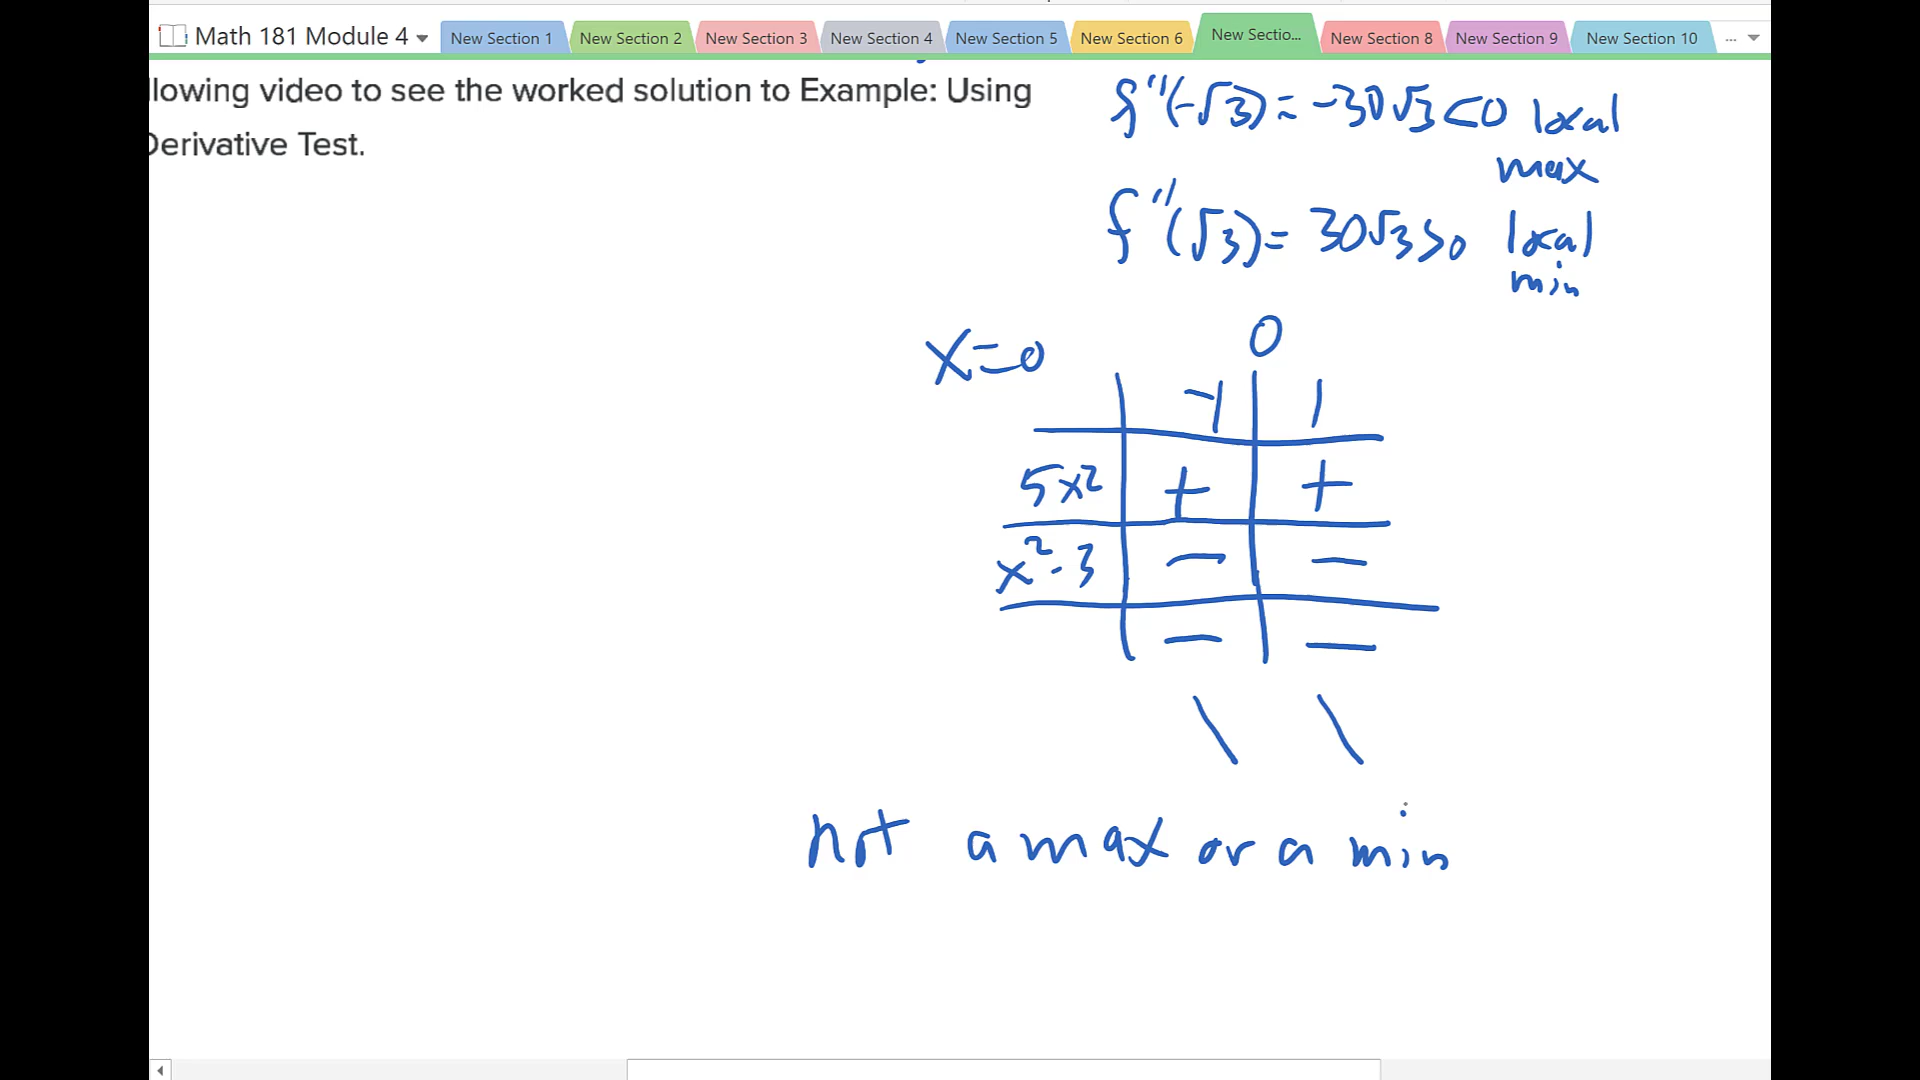 Math 181 Module 4
New Section 1 New Section 2 New Section 3 New Section 4 New Section 5 New Section 6 New Sectio... New Section 8 New Section 9 New Section 10 ...
llowing video to see the worked solution to Example: Using
Derivative Test.
f''(-√3) = -30√3 < 0 local
max
f''(√3) = 30√3 > 0 local
min
x=0 0
-1 1
5x² + +
x²-3 − −
− −
\ \
not a max or a min